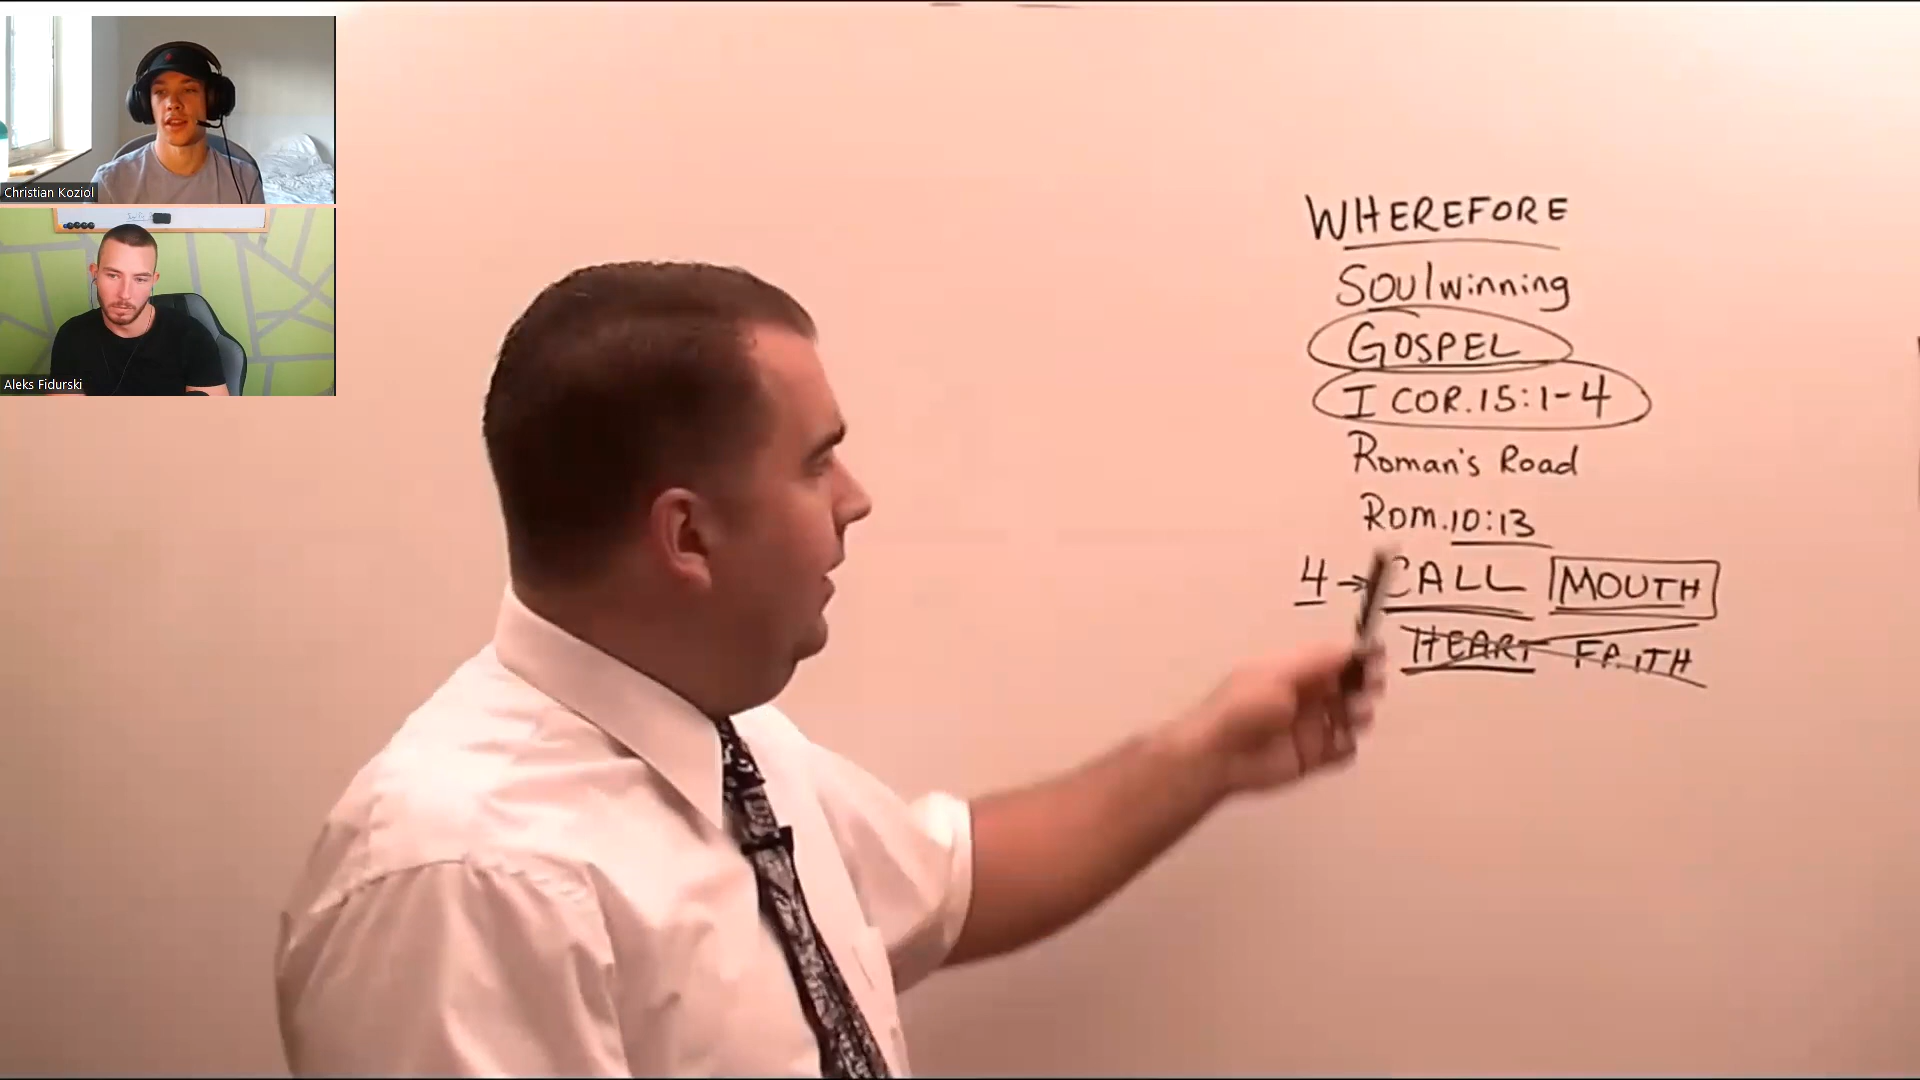 Christian Koziol
Aleks Fidurski
WHEREFORE
Soulwinning
GOSPEL
I COR. 15:1-4
Roman's Road
Rom. 10:13
4 → CALL MOUTH
HEART FAITH